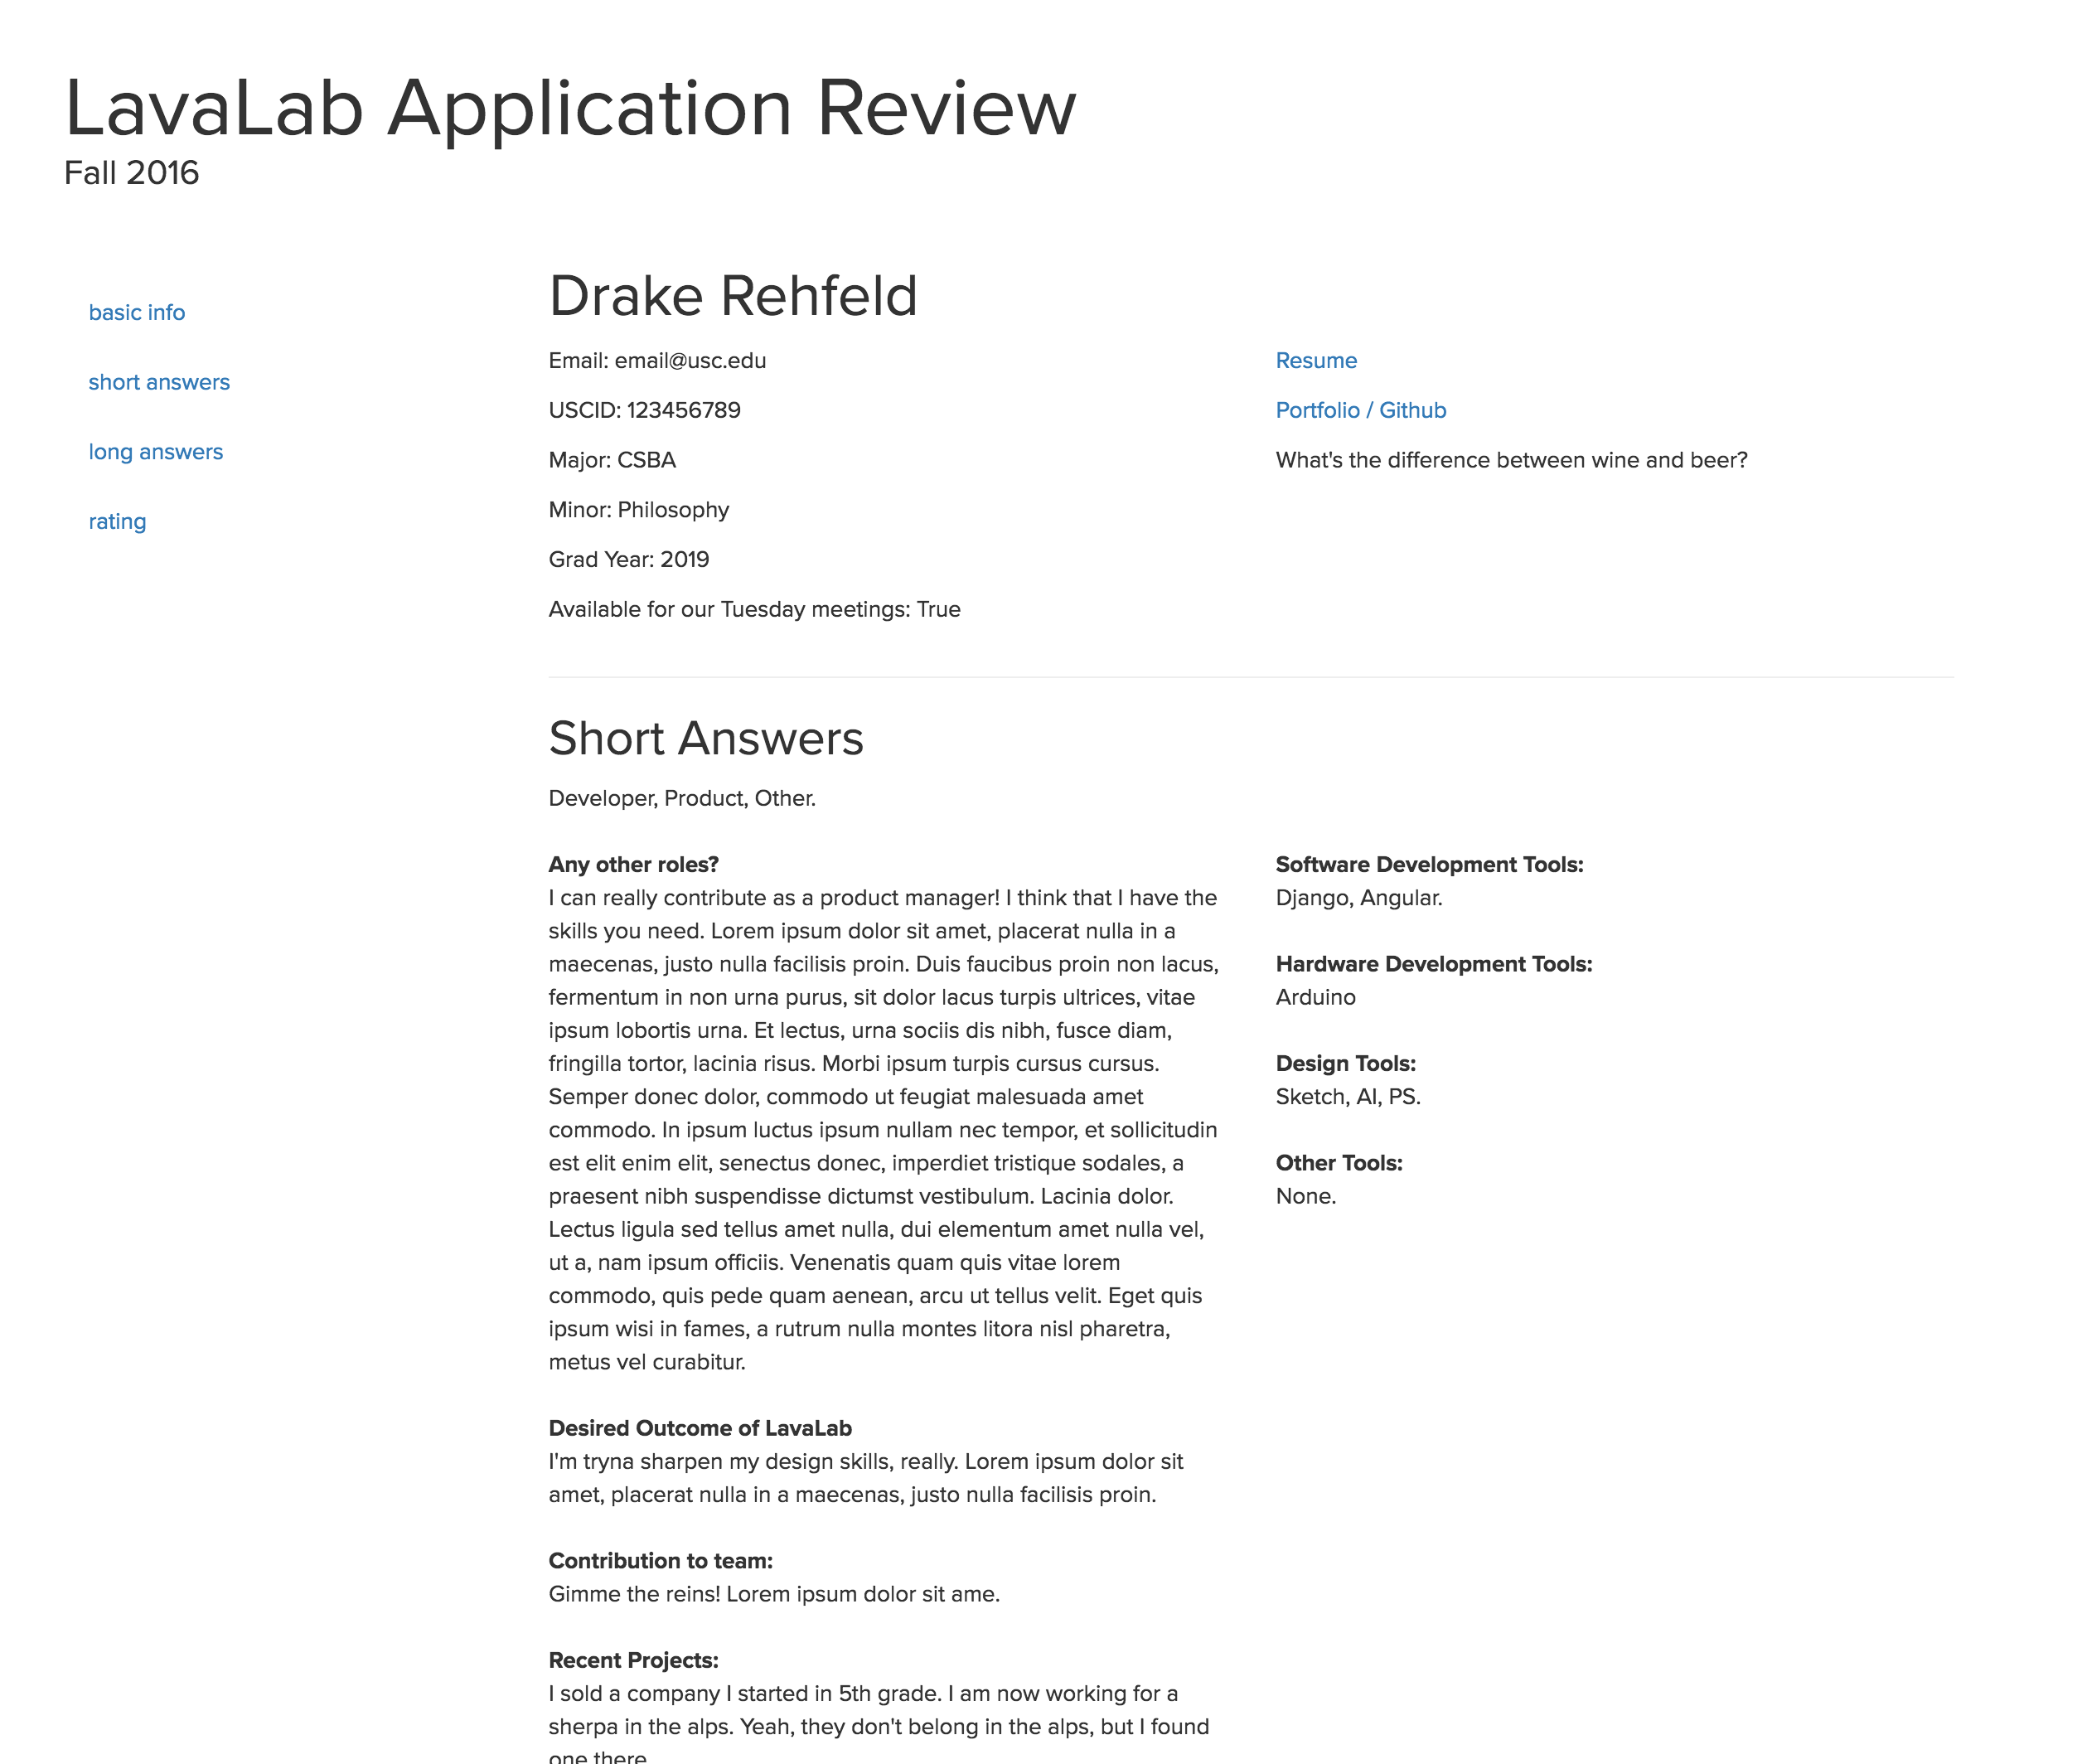 LavaLab Application Review
Fall 2016
basic info
short answers
long answers
rating
Drake Rehfeld
Email: email@usc.edu
USCID: 123456789
Major: CSBA
Minor: Philosophy
Grad Year: 2019
Available for our Tuesday meetings: True
Resume
Portfolio / Github
What's the difference between wine and beer?
Short Answers
Developer, Product, Other.
Any other roles?
I can really contribute as a product manager! I think that I have the
skills you need. Lorem ipsum dolor sit amet, placerat nulla in a
maecenas, justo nulla facilisis proin. Duis faucibus proin non lacus,
fermentum in non urna purus, sit dolor lacus turpis ultrices, vitae
ipsum lobortis urna. Et lectus, urna sociis dis nibh, fusce diam,
fringilla tortor, lacinia risus. Morbi ipsum turpis cursus cursus.
Semper donec dolor, commodo ut feugiat malesuada amet
commodo. In ipsum luctus ipsum nullam nec tempor, et sollicitudin
est elit enim elit, senectus donec, imperdiet tristique sodales, a
praesent nibh suspendisse dictumst vestibulum. Lacinia dolor.
Lectus ligula sed tellus amet nulla, dui elementum amet nulla vel,
ut a, nam ipsum officiis. Venenatis quam quis vitae lorem
commodo, quis pede quam aenean, arcu ut tellus velit. Eget quis
ipsum wisi in fames, a rutrum nulla montes litora nisl pharetra,
metus vel curabitur.
Desired Outcome of LavaLab
I'm tryna sharpen my design skills, really. Lorem ipsum dolor sit
amet, placerat nulla in a maecenas, justo nulla facilisis proin.
Contribution to team:
Gimme the reins! Lorem ipsum dolor sit ame.
Recent Projects:
I sold a company I started in 5th grade. I am now working for a
sherpa in the alps. Yeah, they don't belong in the alps, but I found
one there
Software Development Tools:
Django, Angular.
Hardware Development Tools:
Arduino
Design Tools:
Sketch, AI, PS.
Other Tools:
None.